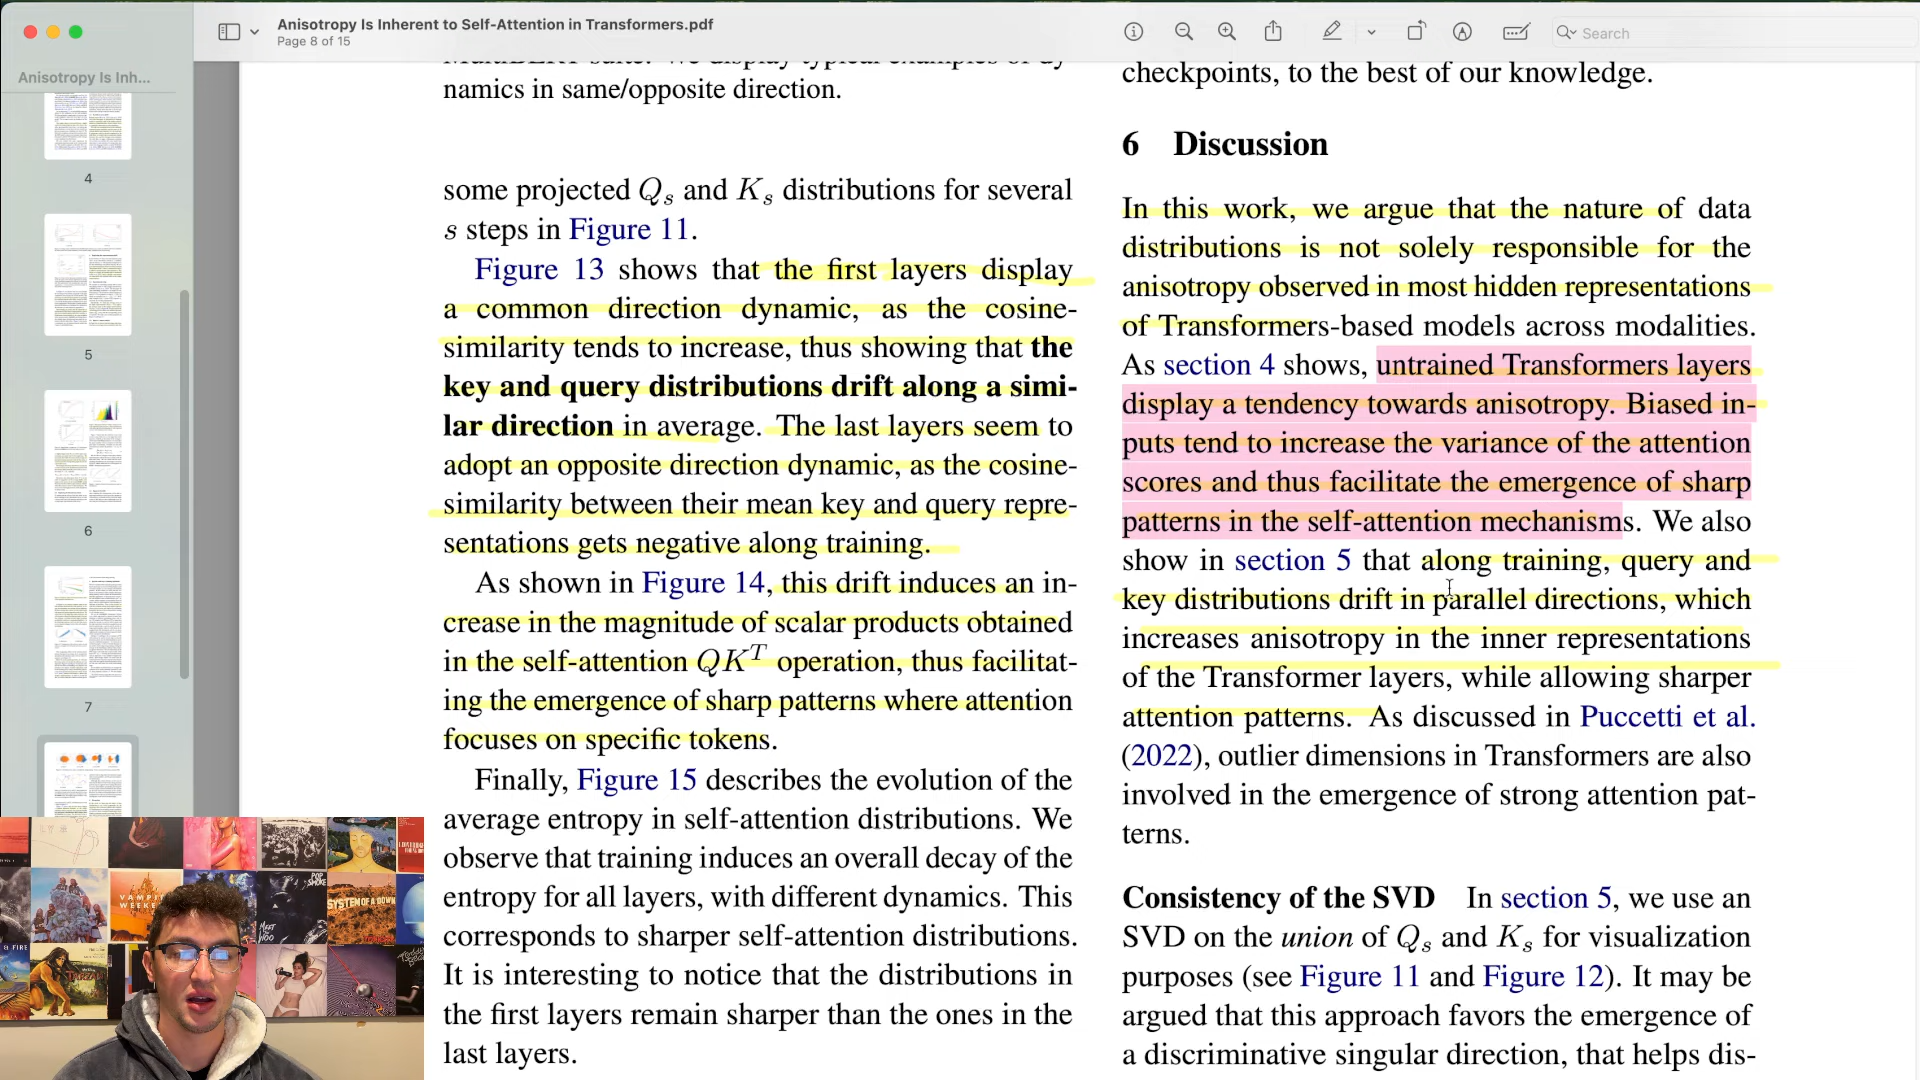 Anisotropy Is Inherent to Self-Attention in Transformers.pdf
Page 8 of 15
Search
Anisotropy Is Inh...
4
5
6
7
namics in same/opposite direction.
some projected Qs and Ks distributions for several
s steps in Figure 11.
Figure 13 shows that the first layers display
a common direction dynamic, as the cosine-
similarity tends to increase, thus showing that the
key and query distributions drift along a simi-
lar direction in average. The last layers seem to
adopt an opposite direction dynamic, as the cosine-
similarity between their mean key and query repre-
sentations gets negative along training.
As shown in Figure 14, this drift induces an in-
crease in the magnitude of scalar products obtained
in the self-attention QK^T operation, thus facilitat-
ing the emergence of sharp patterns where attention
focuses on specific tokens.
Finally, Figure 15 describes the evolution of the
average entropy in self-attention distributions. We
observe that training induces an overall decay of the
entropy for all layers, with different dynamics. This
corresponds to sharper self-attention distributions.
It is interesting to notice that the distributions in
the first layers remain sharper than the ones in the
last layers.
checkpoints, to the best of our knowledge.
6 Discussion
In this work, we argue that the nature of data
distributions is not solely responsible for the
anisotropy observed in most hidden representations
of Transformers-based models across modalities.
As section 4 shows, untrained Transformers layers
display a tendency towards anisotropy. Biased in-
puts tend to increase the variance of the attention
scores and thus facilitate the emergence of sharp
patterns in the self-attention mechanisms. We also
show in section 5 that along training, query and
key distributions drift in parallel directions, which
increases anisotropy in the inner representations
of the Transformer layers, while allowing sharper
attention patterns. As discussed in Puccetti et al.
(2022), outlier dimensions in Transformers are also
involved in the emergence of strong attention pat-
terns.
Consistency of the SVD In section 5, we use an
SVD on the union of Qs and Ks for visualization
purposes (see Figure 11 and Figure 12). It may be
argued that this approach favors the emergence of
a discriminative singular direction, that helps dis-
VAMPIRE
WEEKEND
POP
SMOKE
MEET
THE
WOO
SYSTEM OF A DOWN
TARZAN